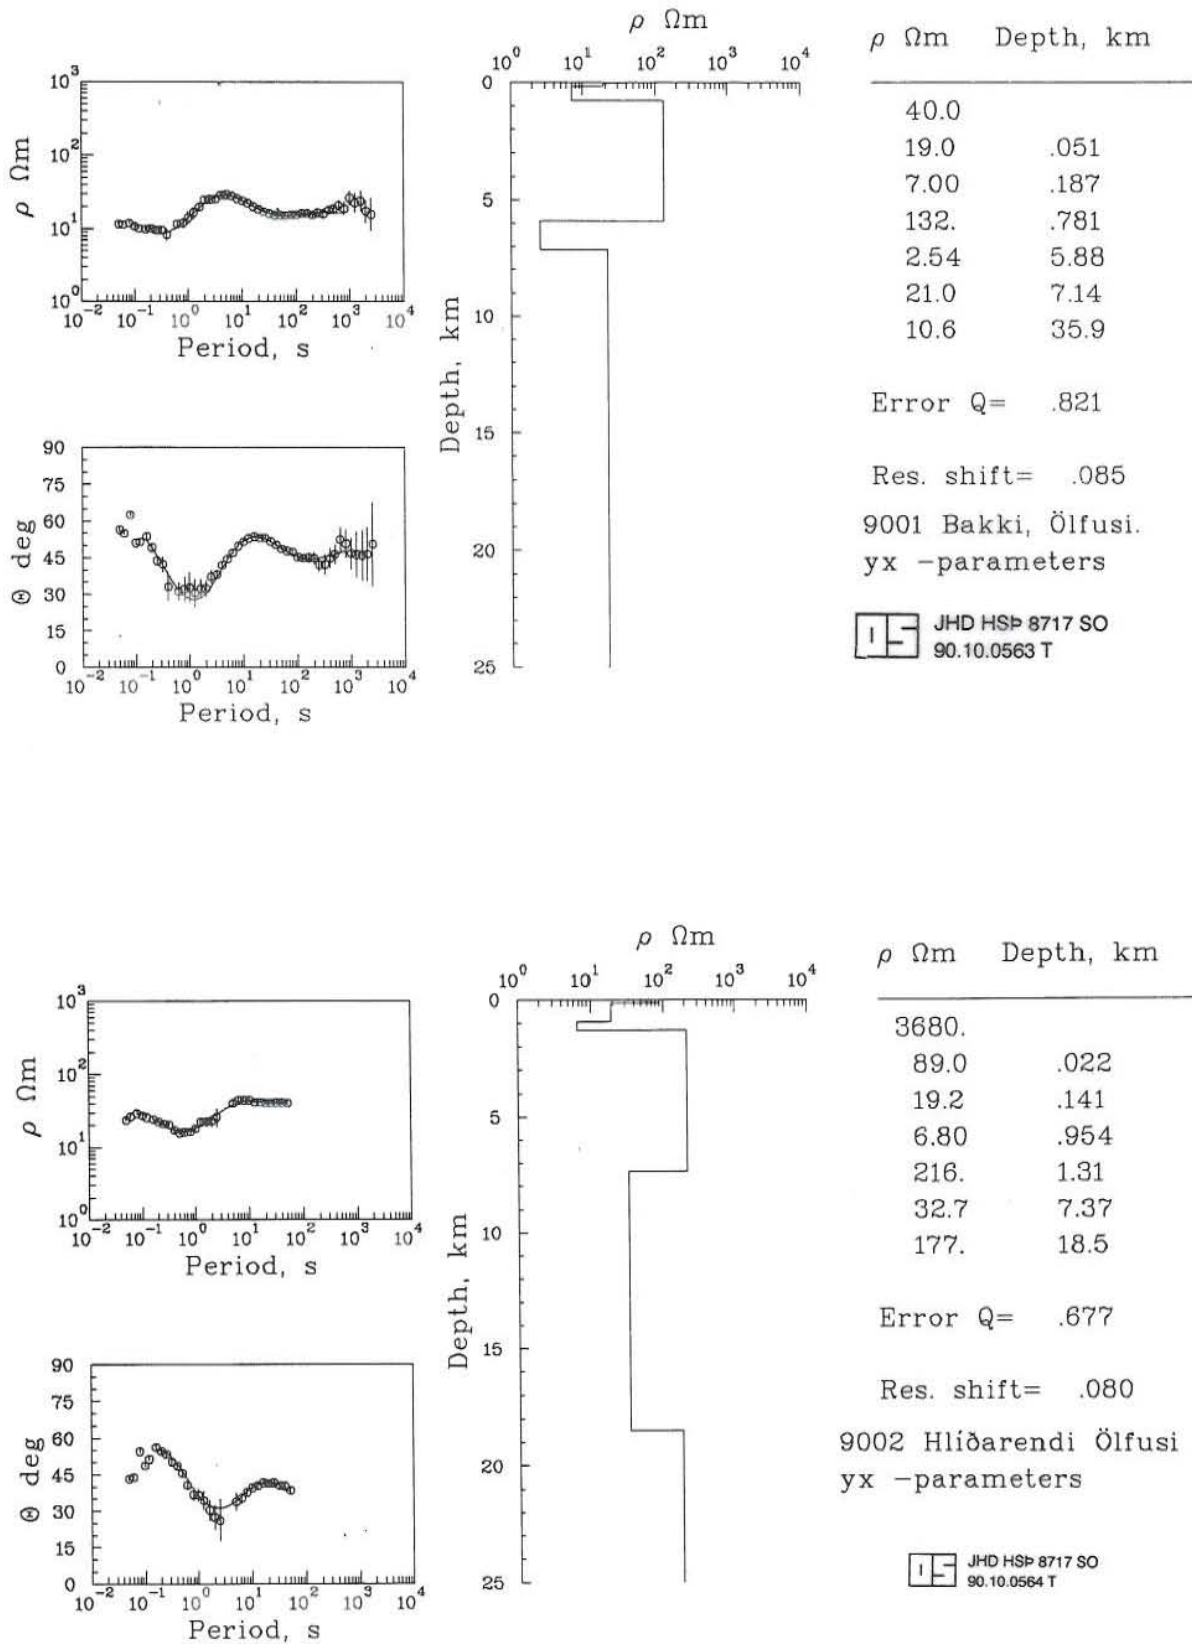 ρ Ωm
10⁰ 10¹ 10² 10³ 10⁴
0
5
10
15
20
25
Depth, km
10³
10²
10¹
10⁰
ρ Ωm
10⁻² 10⁻¹ 10⁰ 10¹ 10² 10³ 10⁴
Period, s
90
75
60
45
30
15
0
Θ deg
10⁻² 10⁻¹ 10⁰ 10¹ 10² 10³ 10⁴
Period, s
ρ Ωm Depth, km
40.0
19.0 .051
7.00 .187
132. .781
2.54 5.88
21.0 7.14
10.6 35.9
Error Q= .821
Res. shift= .085
9001 Bakki, Ölfusi.
yx -parameters
JHD HSÞ 8717 SO
90.10.0563 T
ρ Ωm
10⁰ 10¹ 10² 10³ 10⁴
0
5
10
15
20
25
Depth, km
10³
10²
10¹
10⁰
ρ Ωm
10⁻² 10⁻¹ 10⁰ 10¹ 10² 10³ 10⁴
Period, s
90
75
60
45
30
15
0
Θ deg
10⁻² 10⁻¹ 10⁰ 10¹ 10² 10³ 10⁴
Period, s
ρ Ωm Depth, km
3680.
89.0 .022
19.2 .141
6.80 .954
216. 1.31
32.7 7.37
177. 18.5
Error Q= .677
Res. shift= .080
9002 Hlíðarendi Ölfusi
yx -parameters
JHD HSÞ 8717 SO
90.10.0564 T